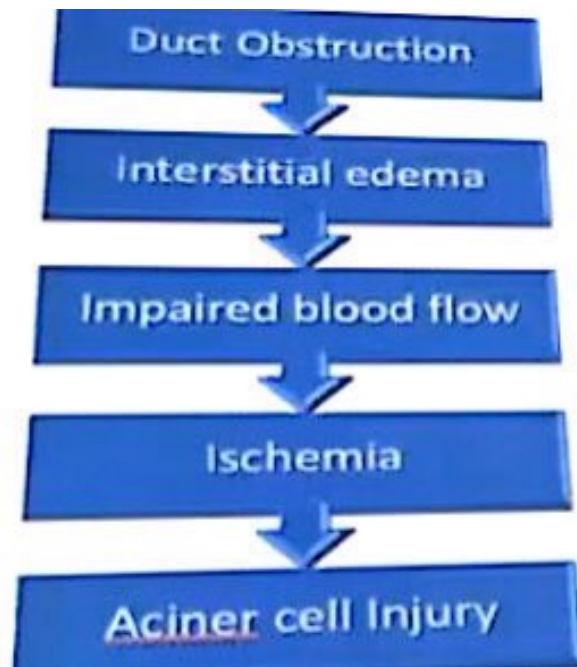 Duct Obstruction
Interstitial edema
Impaired blood flow
Ischemia
Aciner cell Injury